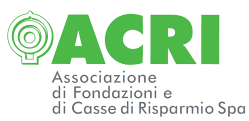 ACRI
Associazione
di Fondazioni e
di Casse di Risparmio Spa